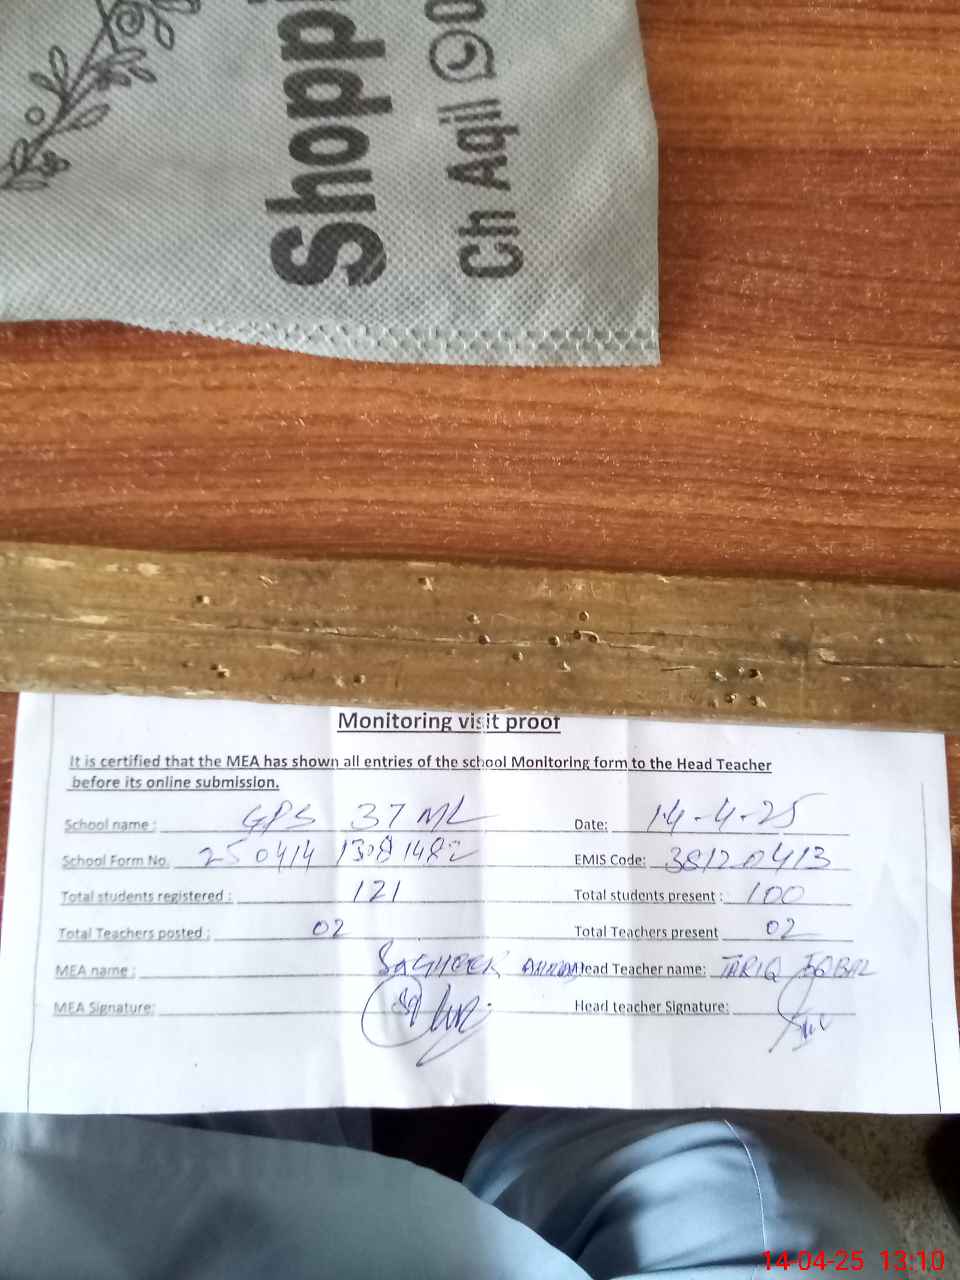 Shoppi
Ch Aqil 0
Monitoring visit proof
It is certified that the MEA has shown all entries of the school Monitoring form to the Head Teacher
before its online submission.
School name : GPS 37 ML Date: 14-4-25
School Form No. 250414 13081482 EMIS Code: 38120413
Total students registered : 121 Total students present : 100
Total Teachers posted : 02 Total Teachers present 02
MEA name : SAGHEER AHMAD Head Teacher name: TARIQ IQBAL
MEA Signature: Head teacher Signature:
14-04-25 13:10